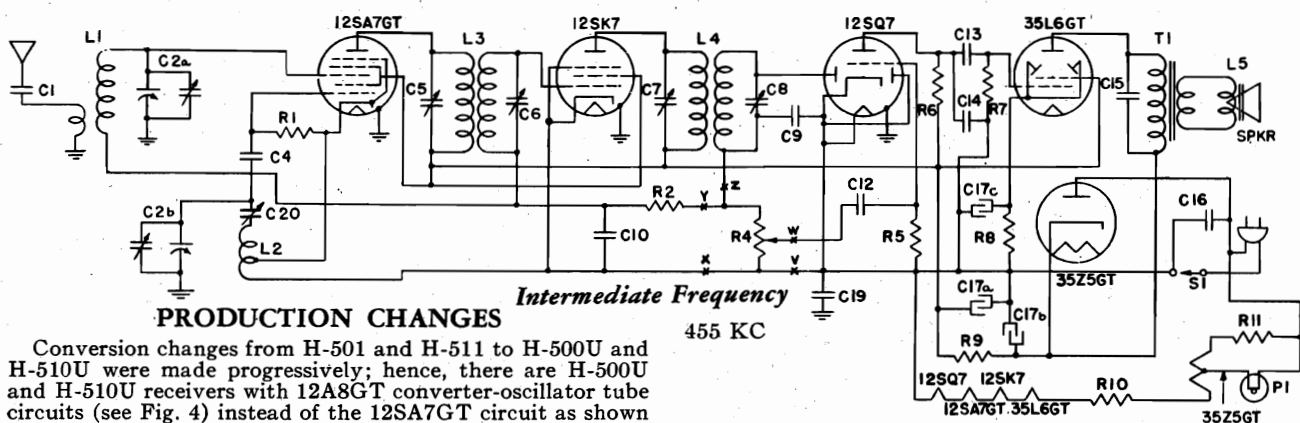 12SA7GT
12SK7
12SQ7
35L6GT
L1
C2a
C1
R1
C4
C5
L3
C6
C7
L4
C8
C9
R6
C13
C14
R7
C15
T1
L5
SPKR
C2b
C20
L2
C10
R2
Y
Z
R4
W
X
V
C12
R5
C17c
R8
C16
S1
35Z5GT
C19
C17a
C17b
R9
R11
P1
12SQ7 12SK7
12SA7GT 35L6GT
R10
35Z5GT
Intermediate Frequency
455 KC
PRODUCTION CHANGES
Conversion changes from H-501 and H-511 to H-500U and
H-510U were made progressively; hence, there are H-500U
and H-510U receivers with 12A8GT converter-oscillator tube
circuits (see Fig. 4) instead of the 12SA7GT circuit as shown